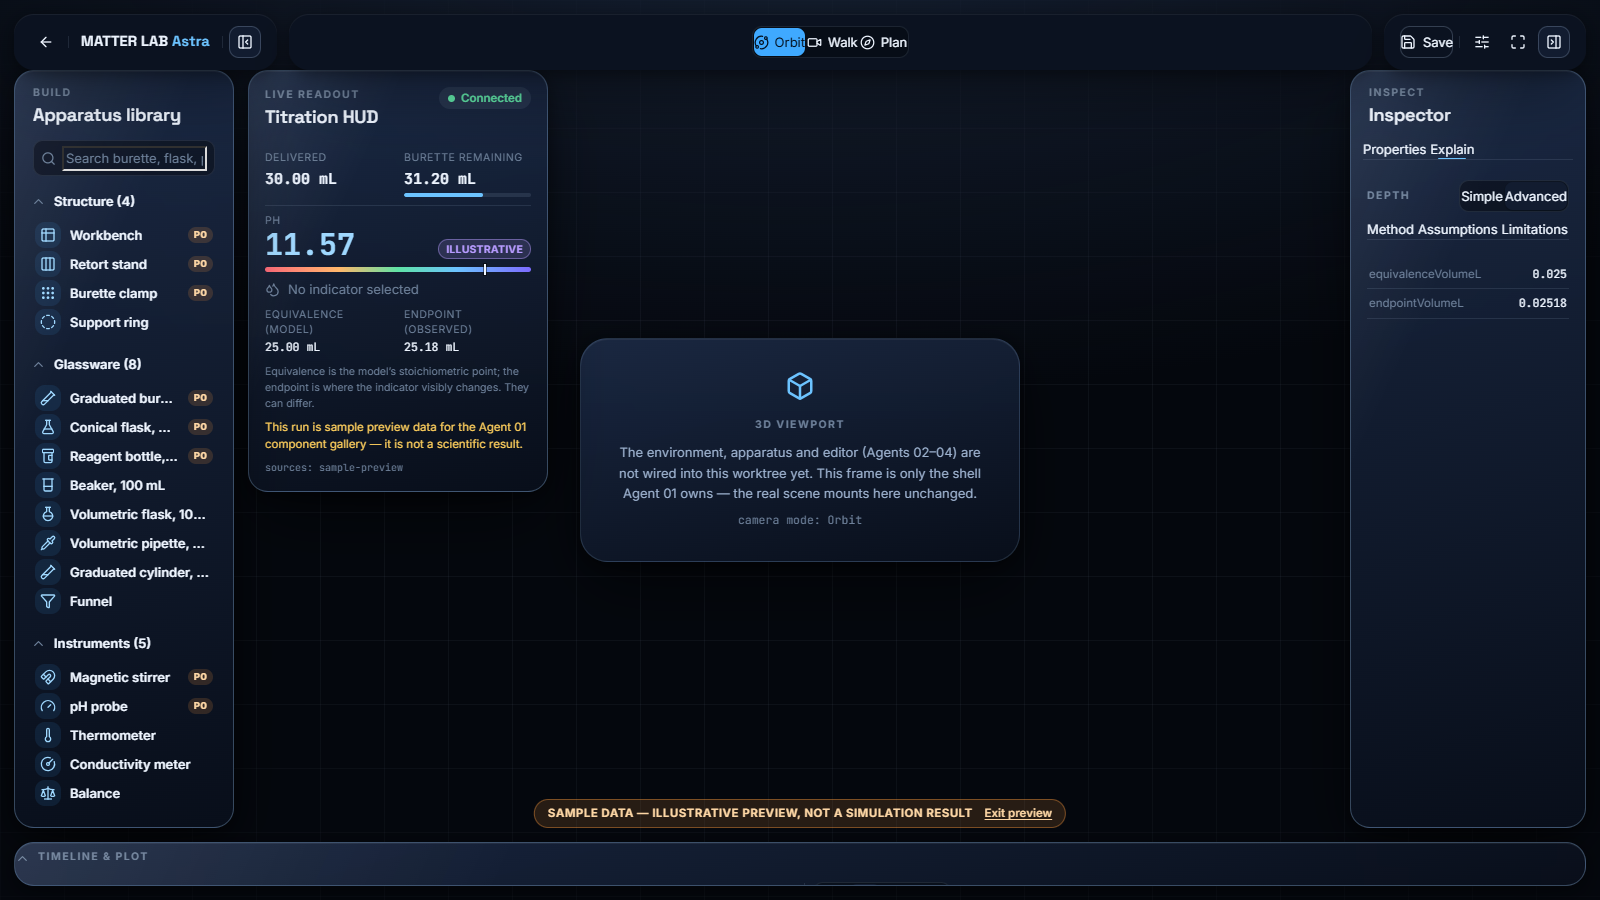 MATTER LAB Astra
Orbit
Walk
Plan
Save
BUILD
Apparatus library
Search burette, flask,
Structure (4)
Workbench P0
Retort stand P0
Burette clamp P0
Support ring
Glassware (8)
Graduated bur... P0
Conical flask, ... P0
Reagent bottle,... P0
Beaker, 100 mL
Volumetric flask, 10...
Volumetric pipette, ...
Graduated cylinder, ...
Funnel
Instruments (5)
Magnetic stirrer P0
pH probe P0
Thermometer
Conductivity meter
Balance
LIVE READOUT
Connected
Titration HUD
DELIVERED
30.00 mL
BURETTE REMAINING
31.20 mL
PH
11.57
ILLUSTRATIVE
No indicator selected
EQUIVALENCE
(MODEL)
25.00 mL
ENDPOINT
(OBSERVED)
25.18 mL
Equivalence is the model's stoichiometric point; the
endpoint is where the indicator visibly changes. They
can differ.
This run is sample preview data for the Agent 01
component gallery — it is not a scientific result.
sources: sample-preview
3D VIEWPORT
The environment, apparatus and editor (Agents 02–04) are
not wired into this worktree yet. This frame is only the shell
Agent 01 owns — the real scene mounts here unchanged.
camera mode: Orbit
SAMPLE DATA — ILLUSTRATIVE PREVIEW, NOT A SIMULATION RESULT Exit preview
INSPECT
Inspector
Properties Explain
DEPTH
Simple Advanced
Method Assumptions Limitations
equivalenceVolumeL 0.025
endpointVolumeL 0.02518
TIMELINE & PLOT